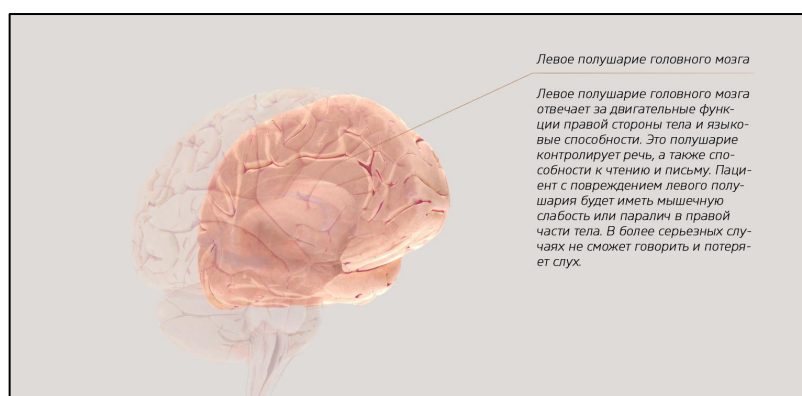 Левое полушарие головного мозга
Левое полушарие головного мозга
отвечает за двигательные функ-
ции правой стороны тела и языко-
вые способности. Это полушарие
контролирует речь, а также спо-
собности к чтению и письму. Паци-
ент с повреждением левого полу-
шария будет иметь мышечную
слабость или паралич в правой
части тела. В более серьезных слу-
чаях не сможет говорить и потеря-
ет слух.